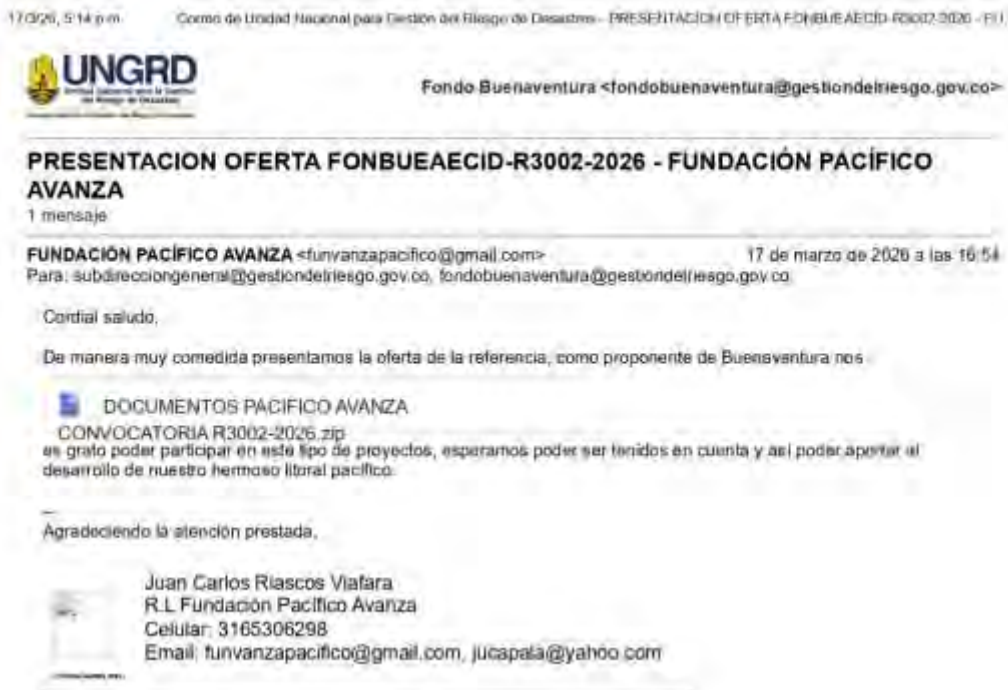 17/3/26, 5:14 p.m. Correo de Unidad Nacional para Gestión del Riesgo de Desastres - PRESENTACION OFERTA FONBUEAECID-R3002-2026 - FU
UNGRD
Fondo Buenaventura <fondobuenaventura@gestiondelriesgo.gov.co>
PRESENTACION OFERTA FONBUEAECID-R3002-2026 - FUNDACIÓN PACÍFICO
AVANZA
1 mensaje
FUNDACIÓN PACÍFICO AVANZA <funvanzapacifico@gmail.com> 17 de marzo de 2026 a las 16:54
Para: subdirecciongeneral@gestiondelriesgo.gov.co, fondobuenaventura@gestiondelriesgo.gov.co
Cordial saludo,
De manera muy comedida presentamos la oferta de la referencia, como proponente de Buenaventura nos
DOCUMENTOS PACIFICO AVANZA
CONVOCATORIA R3002-2026.zip
es grato poder participar en este tipo de proyectos, esperamos poder ser tenidos en cuenta y así poder aportar al
desarrollo de nuestro hermoso litoral pacífico.
--
Agradeciendo la atención prestada,
Juan Carlos Riascos Viafara
R.L Fundación Pacífico Avanza
Celular: 3165306298
Email: funvanzapacifico@gmail.com, jucapala@yahoo.com